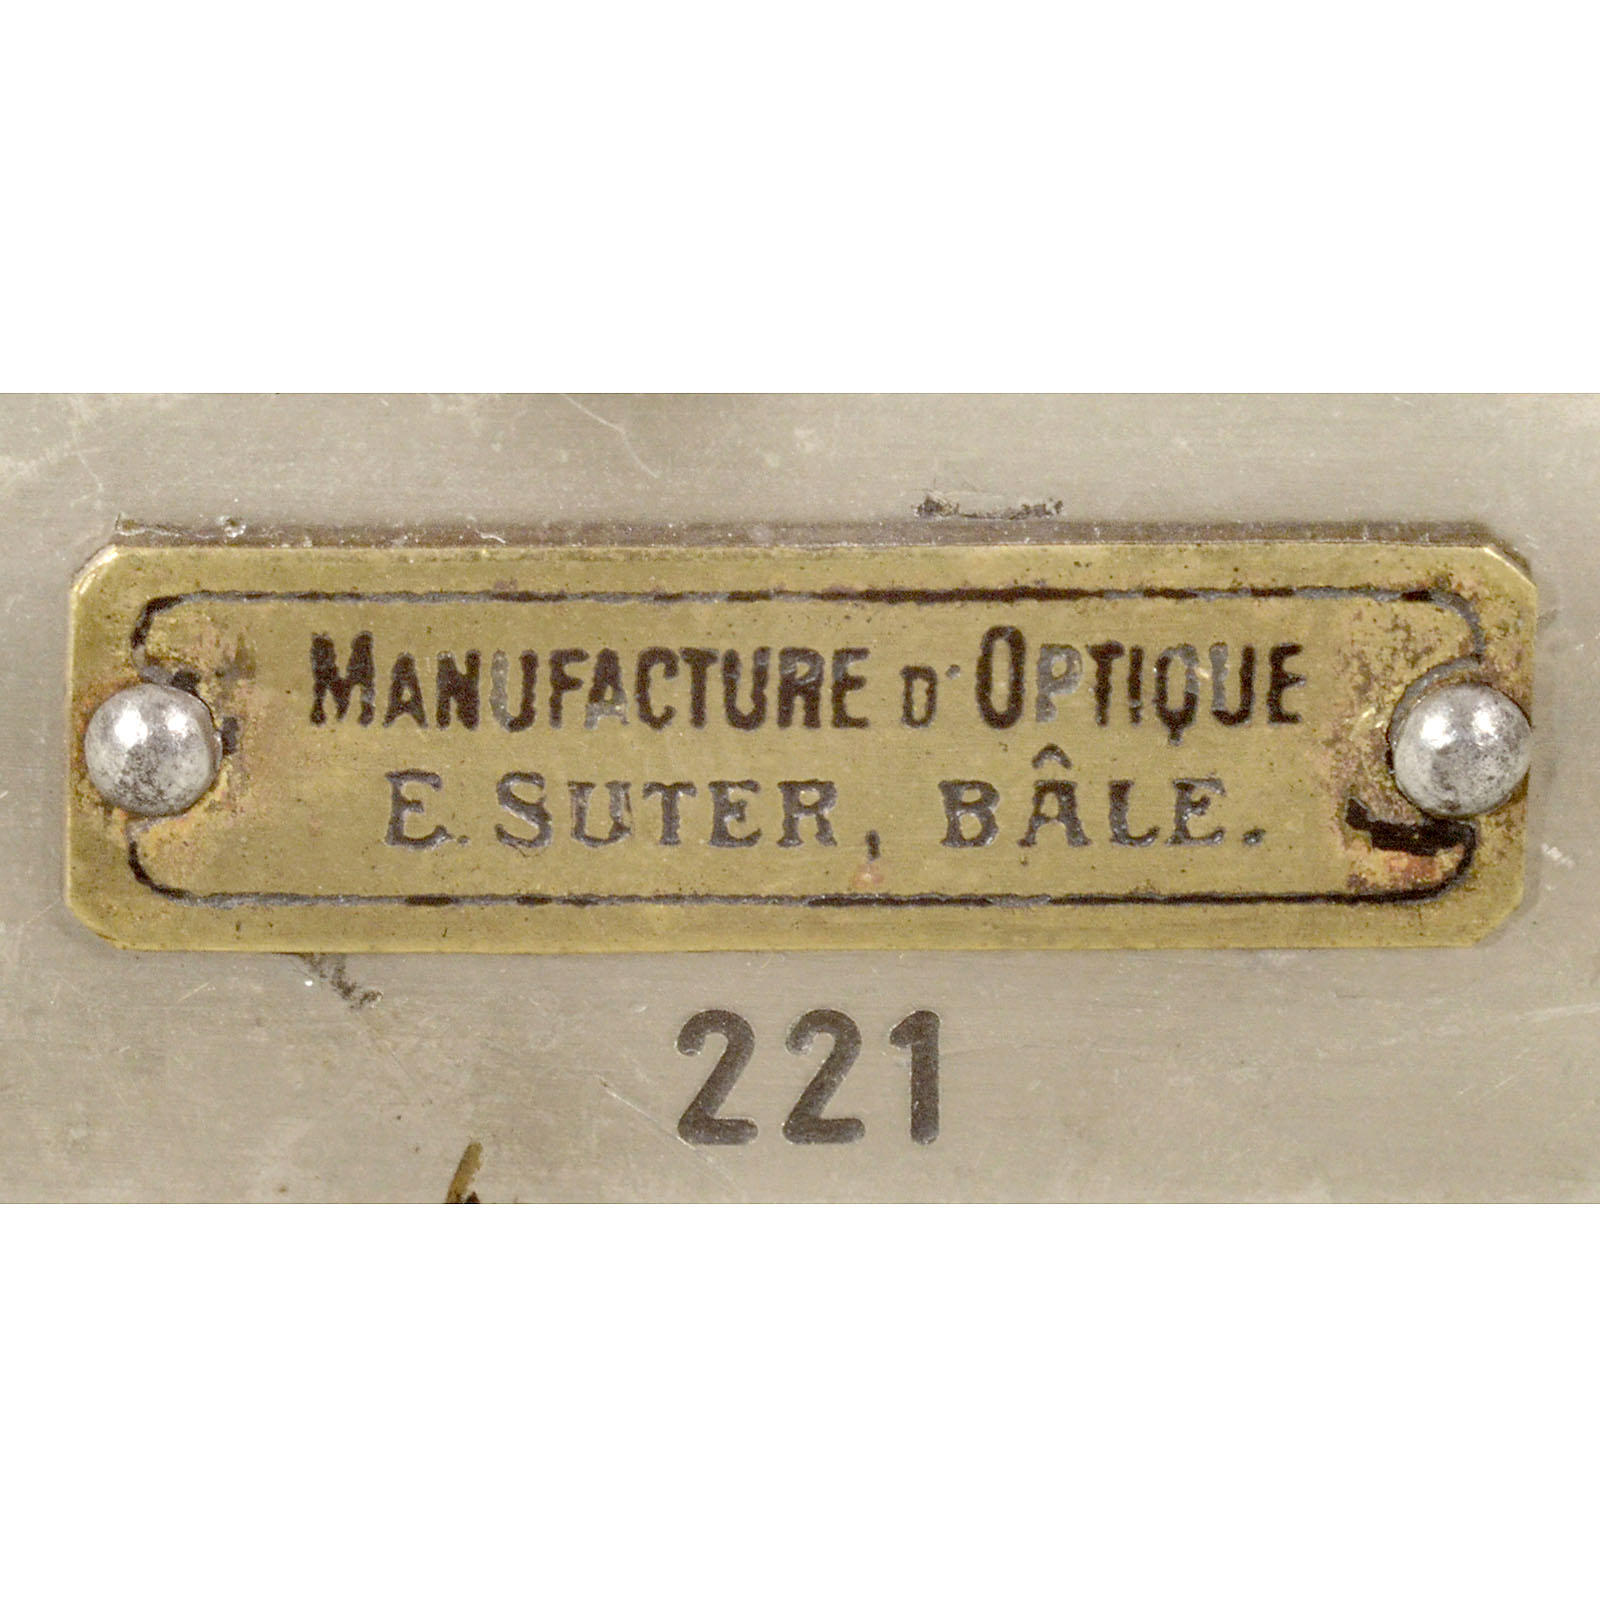 MANUFACTURE D'OPTIQUE
E. SUTER, BÂLE.
221